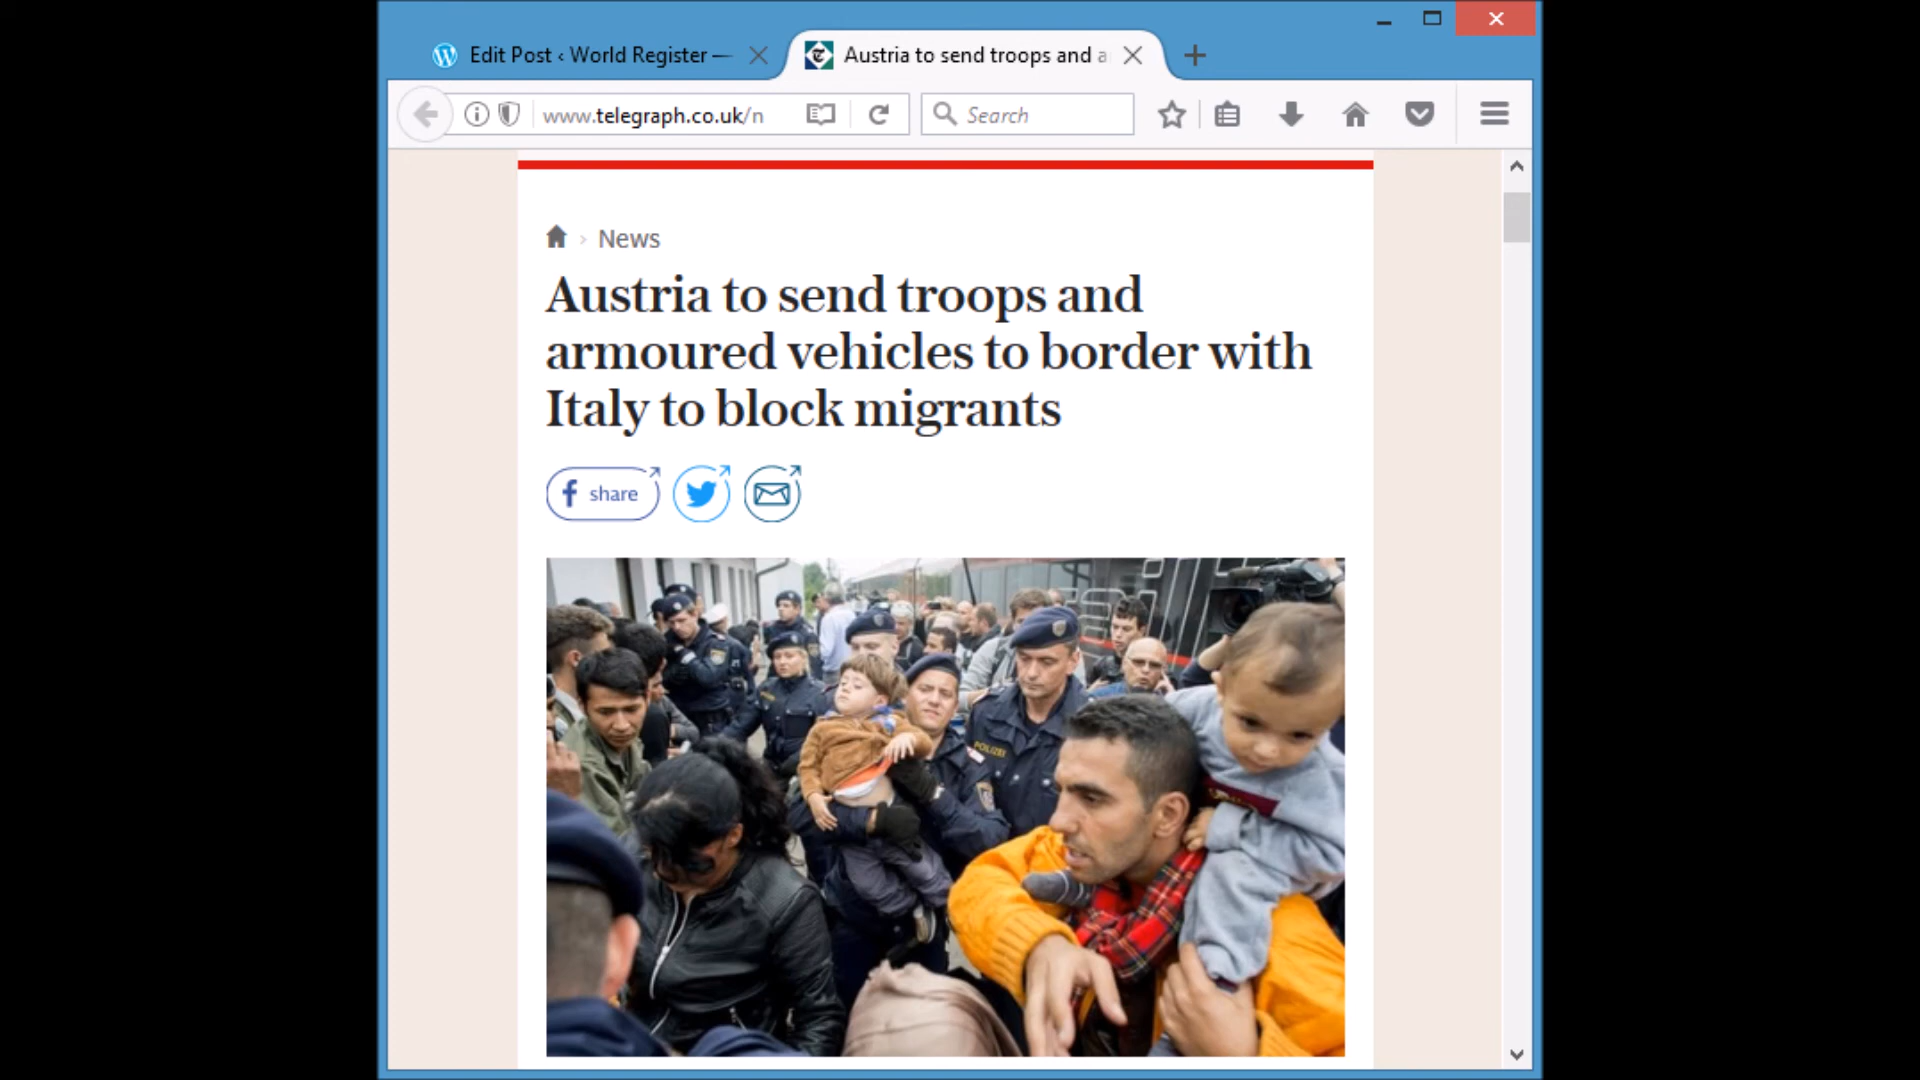 Edit Post ‹ World Register —
Austria to send troops and a
www.telegraph.co.uk/n
Search
News
Austria to send troops and
armoured vehicles to border with
Italy to block migrants
share
POLIZEI